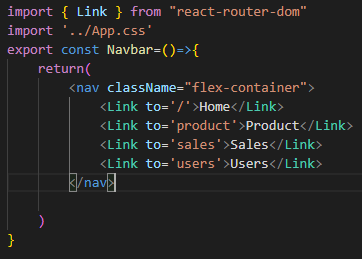 import { Link } from "react-router-dom"
import '../App.css'
export const Navbar=()=>{
    return(
        <nav className="flex-container">
            <Link to='/'>Home</Link>
            <Link to='product'>Product</Link>
            <Link to='sales'>Sales</Link>
            <Link to='users'>Users</Link>
        </nav>
    )
}